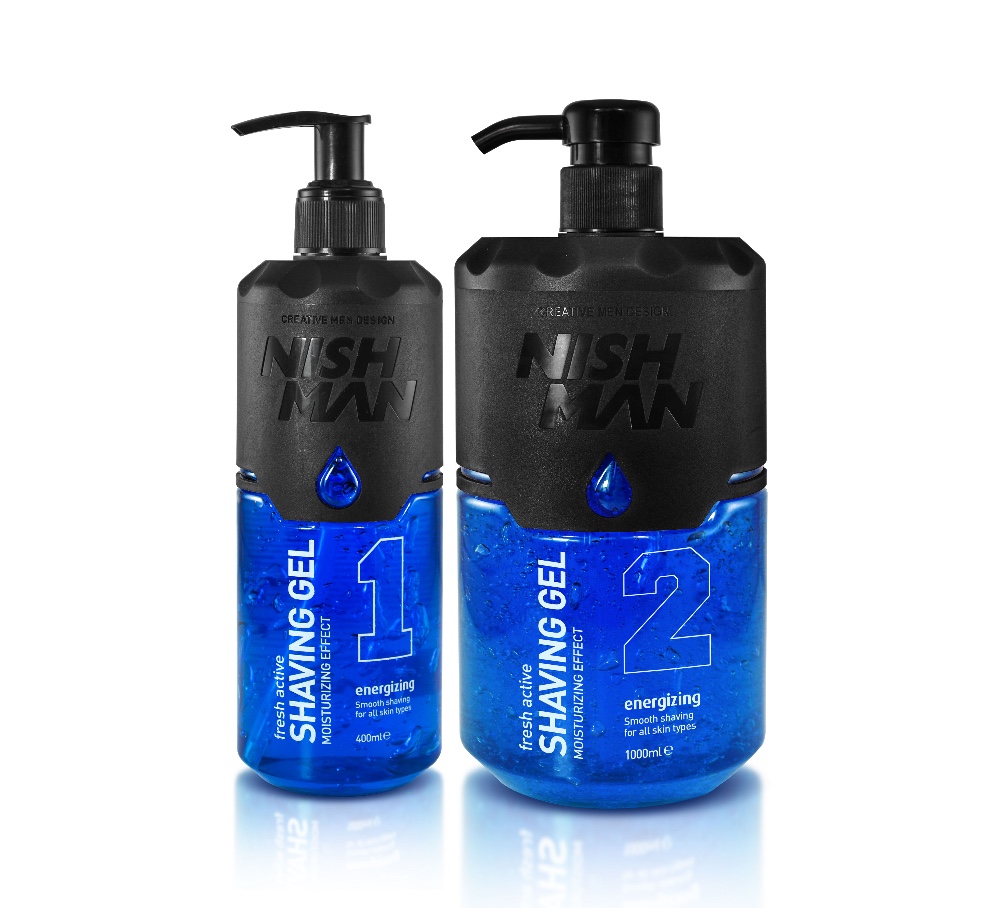 CREATIVE MEN DESIGN
NISH
MAN
fresh active
SHAVING GEL
MOISTURIZING EFFECT
1
energizing
Smooth shaving
for all skin types
400ml℮
CREATIVE MEN DESIGN
NISH
MAN
fresh active
SHAVING GEL
MOISTURIZING EFFECT
2
energizing
Smooth shaving
for all skin types
1000ml℮